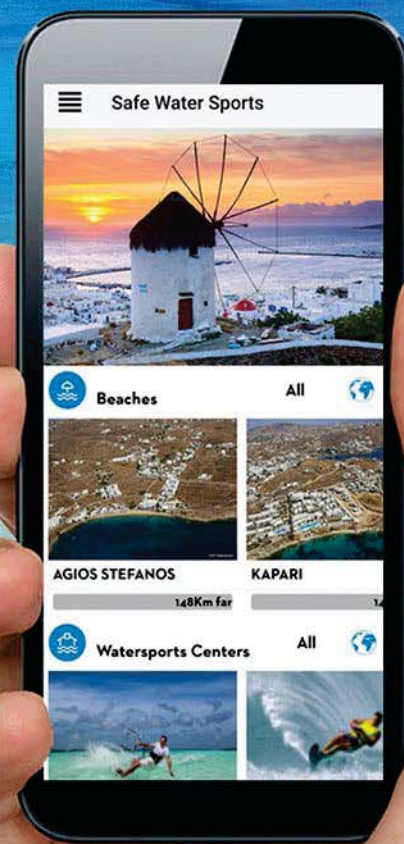 Safe Water Sports
Beaches All
AGIOS STEFANOS KAPARI
148Km far
Watersports Centers All